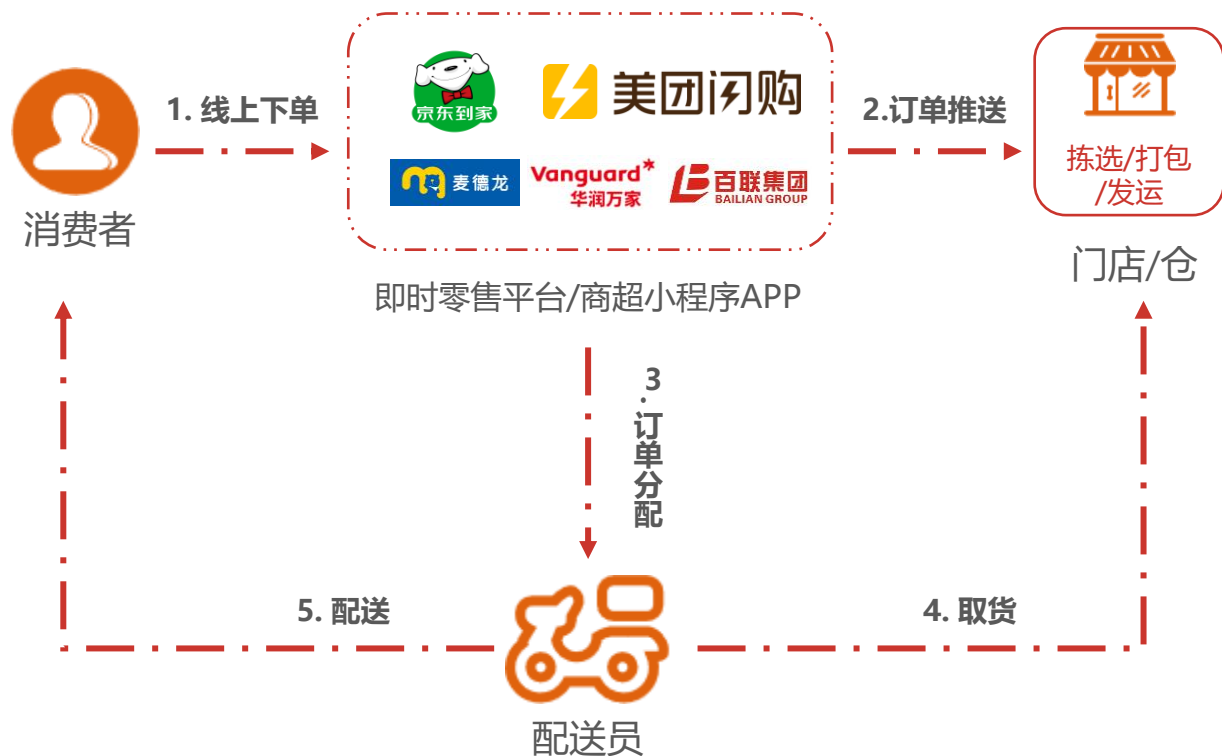 京东到家
美团闪购
1. 线上下单
2.订单推送
麦德龙
Vanguard*
华润万家
百联集团
BAILIAN GROUP
拣选/打包
/发运
消费者
门店/仓
即时零售平台/商超小程序APP
3.订单分配
5. 配送
4. 取货
配送员